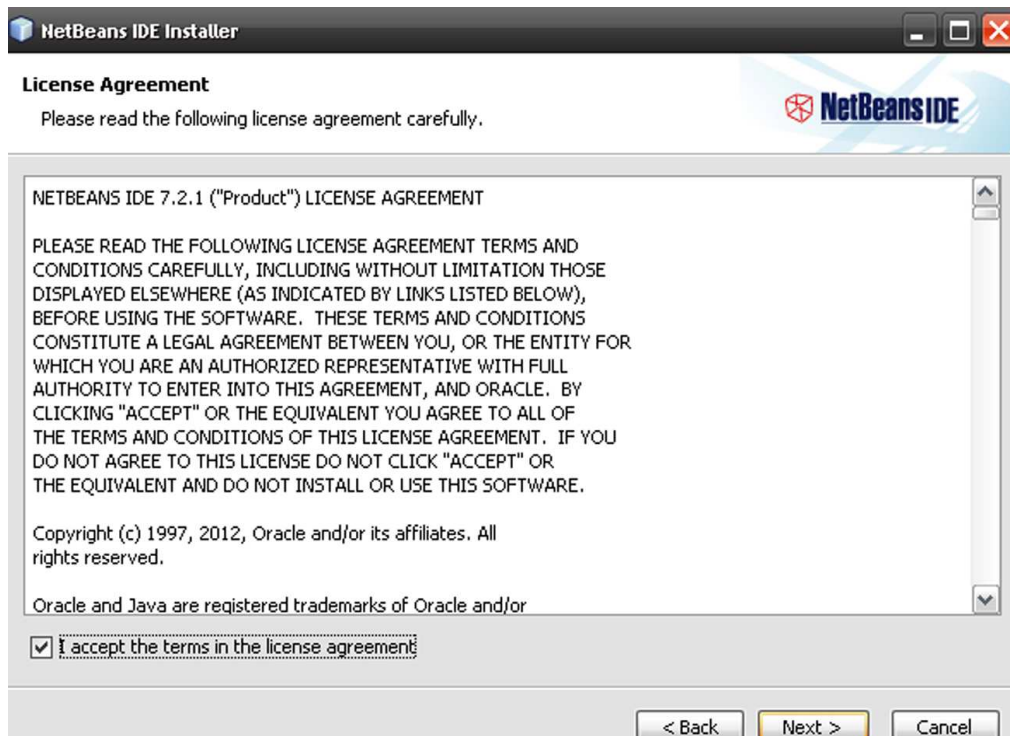 NetBeans IDE Installer
License Agreement
Please read the following license agreement carefully.
NetBeans IDE
NETBEANS IDE 7.2.1 ("Product") LICENSE AGREEMENT
PLEASE READ THE FOLLOWING LICENSE AGREEMENT TERMS AND
CONDITIONS CAREFULLY, INCLUDING WITHOUT LIMITATION THOSE
DISPLAYED ELSEWHERE (AS INDICATED BY LINKS LISTED BELOW),
BEFORE USING THE SOFTWARE.  THESE TERMS AND CONDITIONS
CONSTITUTE A LEGAL AGREEMENT BETWEEN YOU, OR THE ENTITY FOR
WHICH YOU ARE AN AUTHORIZED REPRESENTATIVE WITH FULL
AUTHORITY TO ENTER INTO THIS AGREEMENT, AND ORACLE.  BY
CLICKING "ACCEPT" OR THE EQUIVALENT YOU AGREE TO ALL OF
THE TERMS AND CONDITIONS OF THIS LICENSE AGREEMENT.  IF YOU
DO NOT AGREE TO THIS LICENSE DO NOT CLICK "ACCEPT" OR
THE EQUIVALENT AND DO NOT INSTALL OR USE THIS SOFTWARE.
Copyright (c) 1997, 2012, Oracle and/or its affiliates. All
rights reserved.
Oracle and Java are registered trademarks of Oracle and/or
I accept the terms in the license agreement
< Back
Next >
Cancel